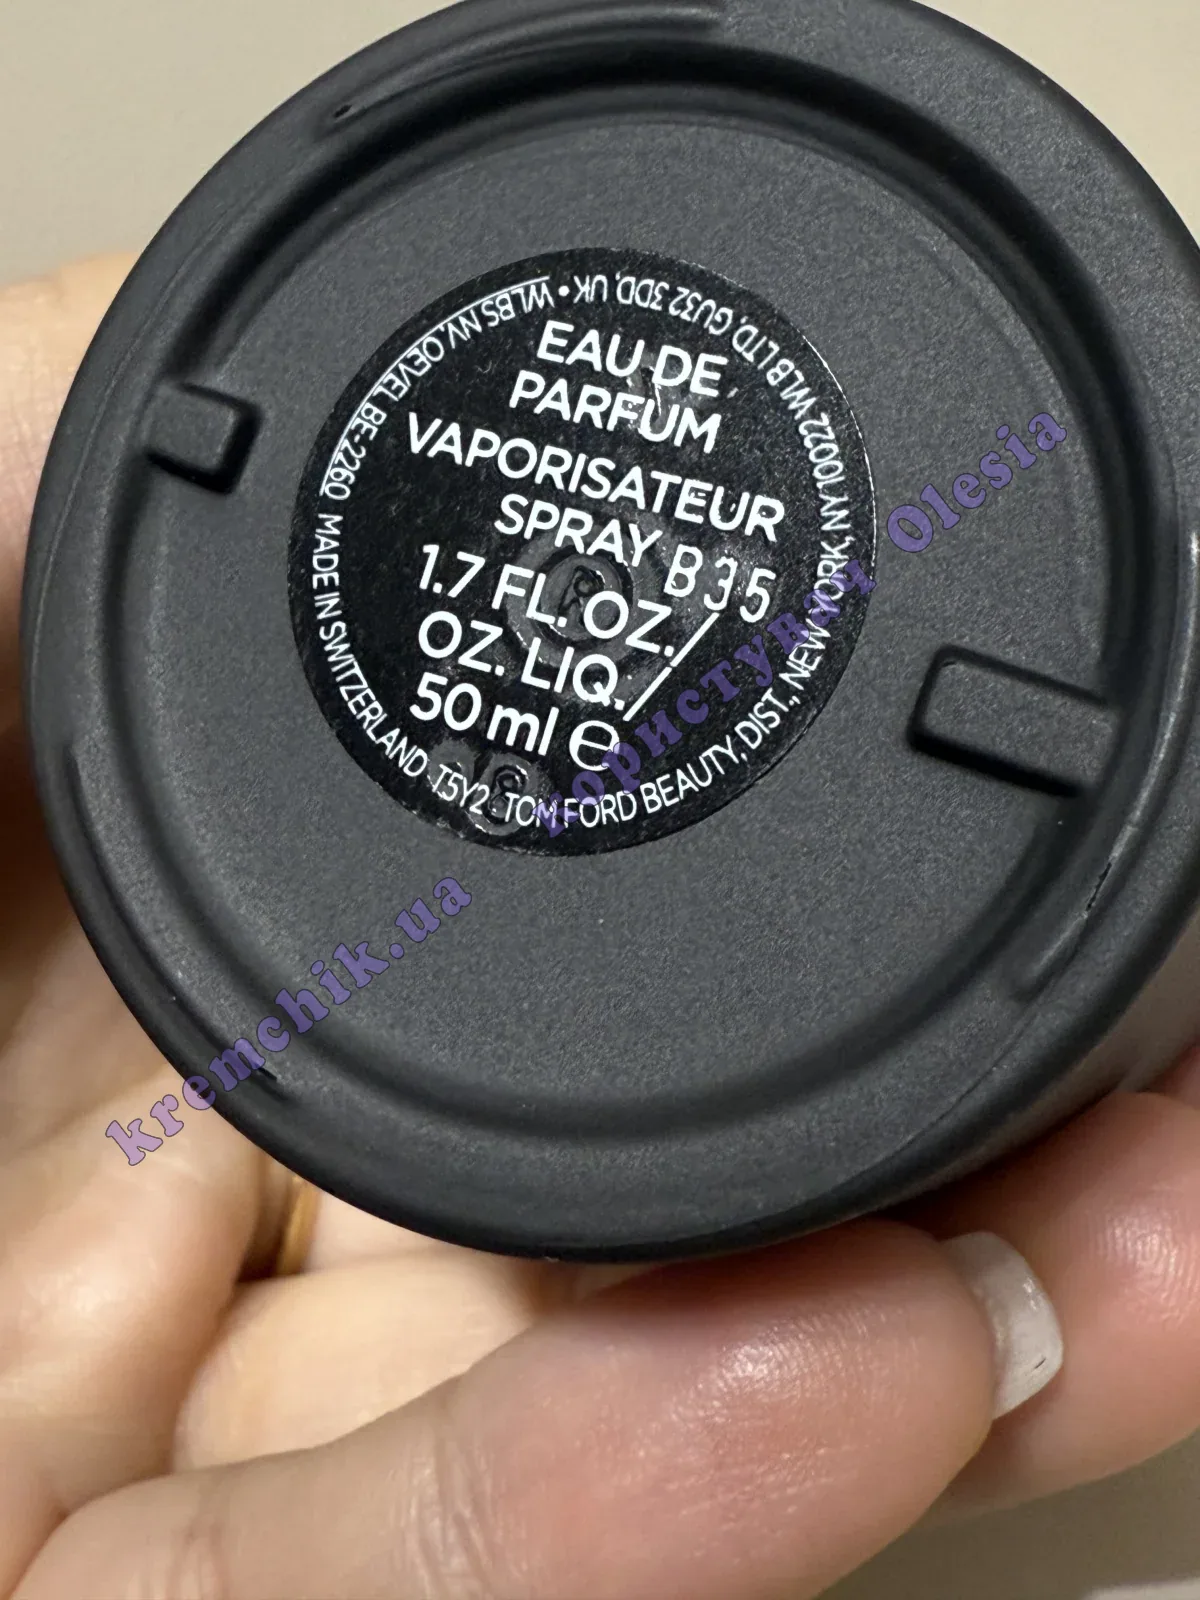 EAU DE
PARFUM
VAPORISATEUR
SPRAY B35
1.7 FL. OZ./
OZ. LIQ./
50 ml ℮
WLBS NV, OEVEL BE-2260 MADE IN SWITZERLAND T5Y2 TOM FORD BEAUTY, DIST., NEW YORK, NY 10022 WLB LTD, GU32 3DD, UK •
користувач Olesia
kremchik.ua